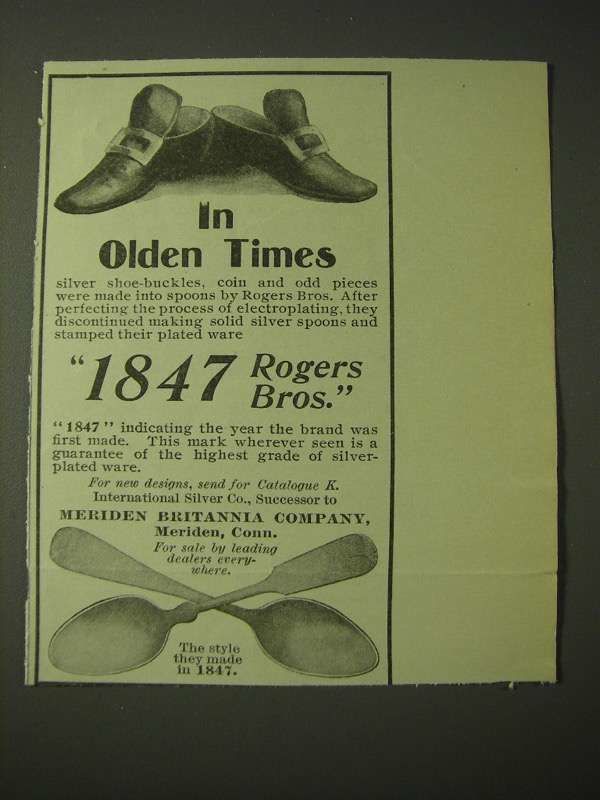 In
Olden Times
silver shoe-buckles, coin and odd pieces
were made into spoons by Rogers Bros. After
perfecting the process of electroplating, they
discontinued making solid silver spoons and
stamped their plated ware
"1847 Rogers
Bros."
"1847" indicating the year the brand was
first made. This mark wherever seen is a
guarantee of the highest grade of silver-
plated ware.
For new designs, send for Catalogue K.
International Silver Co., Successor to
MERIDEN BRITANNIA COMPANY,
Meriden, Conn.
For sale by leading
dealers every-
where.
The style
they made
in 1847.